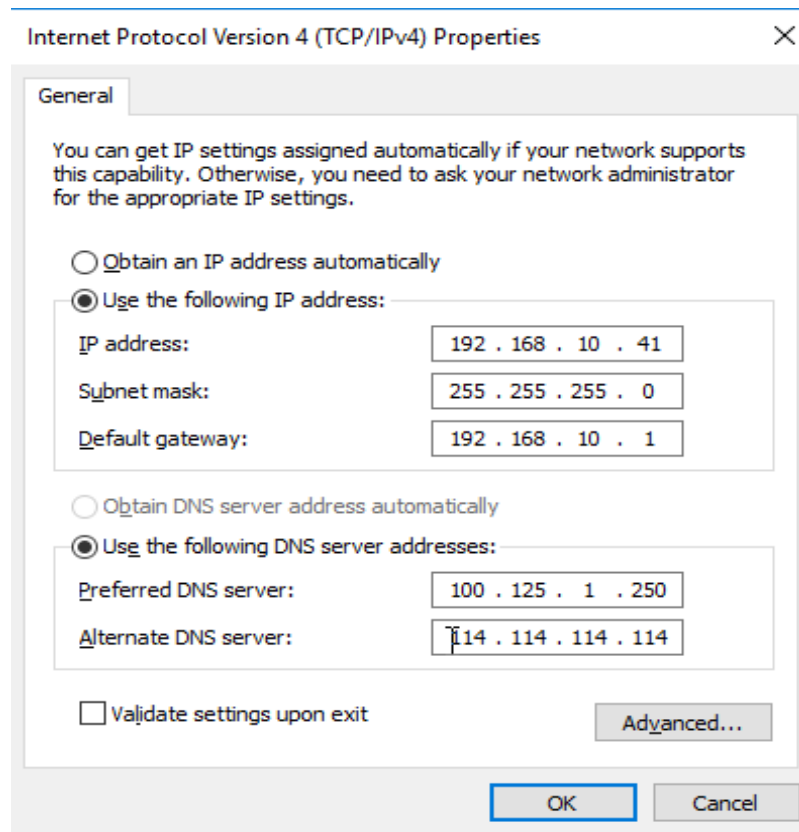 Internet Protocol Version 4 (TCP/IPv4) Properties
General
You can get IP settings assigned automatically if your network supports
this capability. Otherwise, you need to ask your network administrator
for the appropriate IP settings.
Obtain an IP address automatically
Use the following IP address:
IP address: 192 . 168 . 10 . 41
Subnet mask: 255 . 255 . 255 . 0
Default gateway: 192 . 168 . 10 . 1
Obtain DNS server address automatically
Use the following DNS server addresses:
Preferred DNS server: 100 . 125 . 1 . 250
Alternate DNS server: 114 . 114 . 114 . 114
Validate settings upon exit
Advanced...
OK Cancel